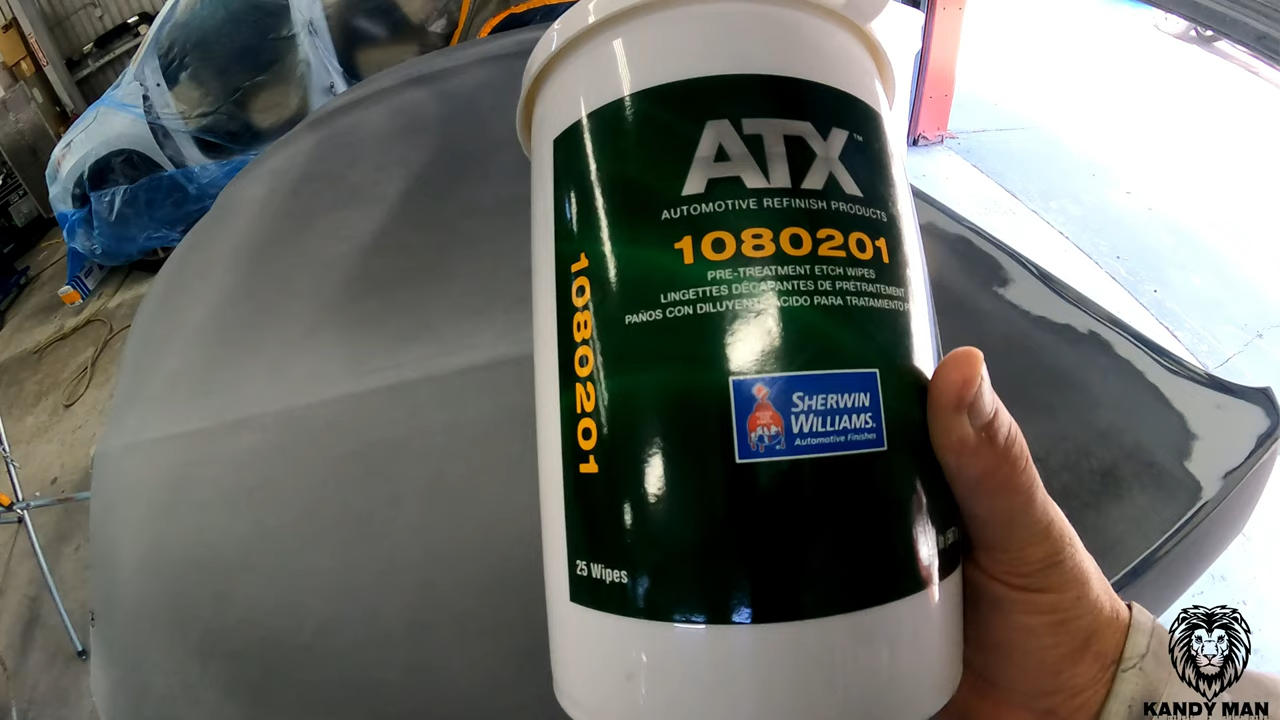 ATX™
AUTOMOTIVE REFINISH PRODUCTS
1080201
PRE-TREATMENT ETCH WIPES
LINGETTES DÉCAPANTES DE PRÉTRAITEMENT
PAÑOS CON DILUYENTE ÁCIDO PARA TRATAMIENTO P
1080201
SHERWIN
WILLIAMS®
Automotive Finishes
25 Wipes
KANDY MAN